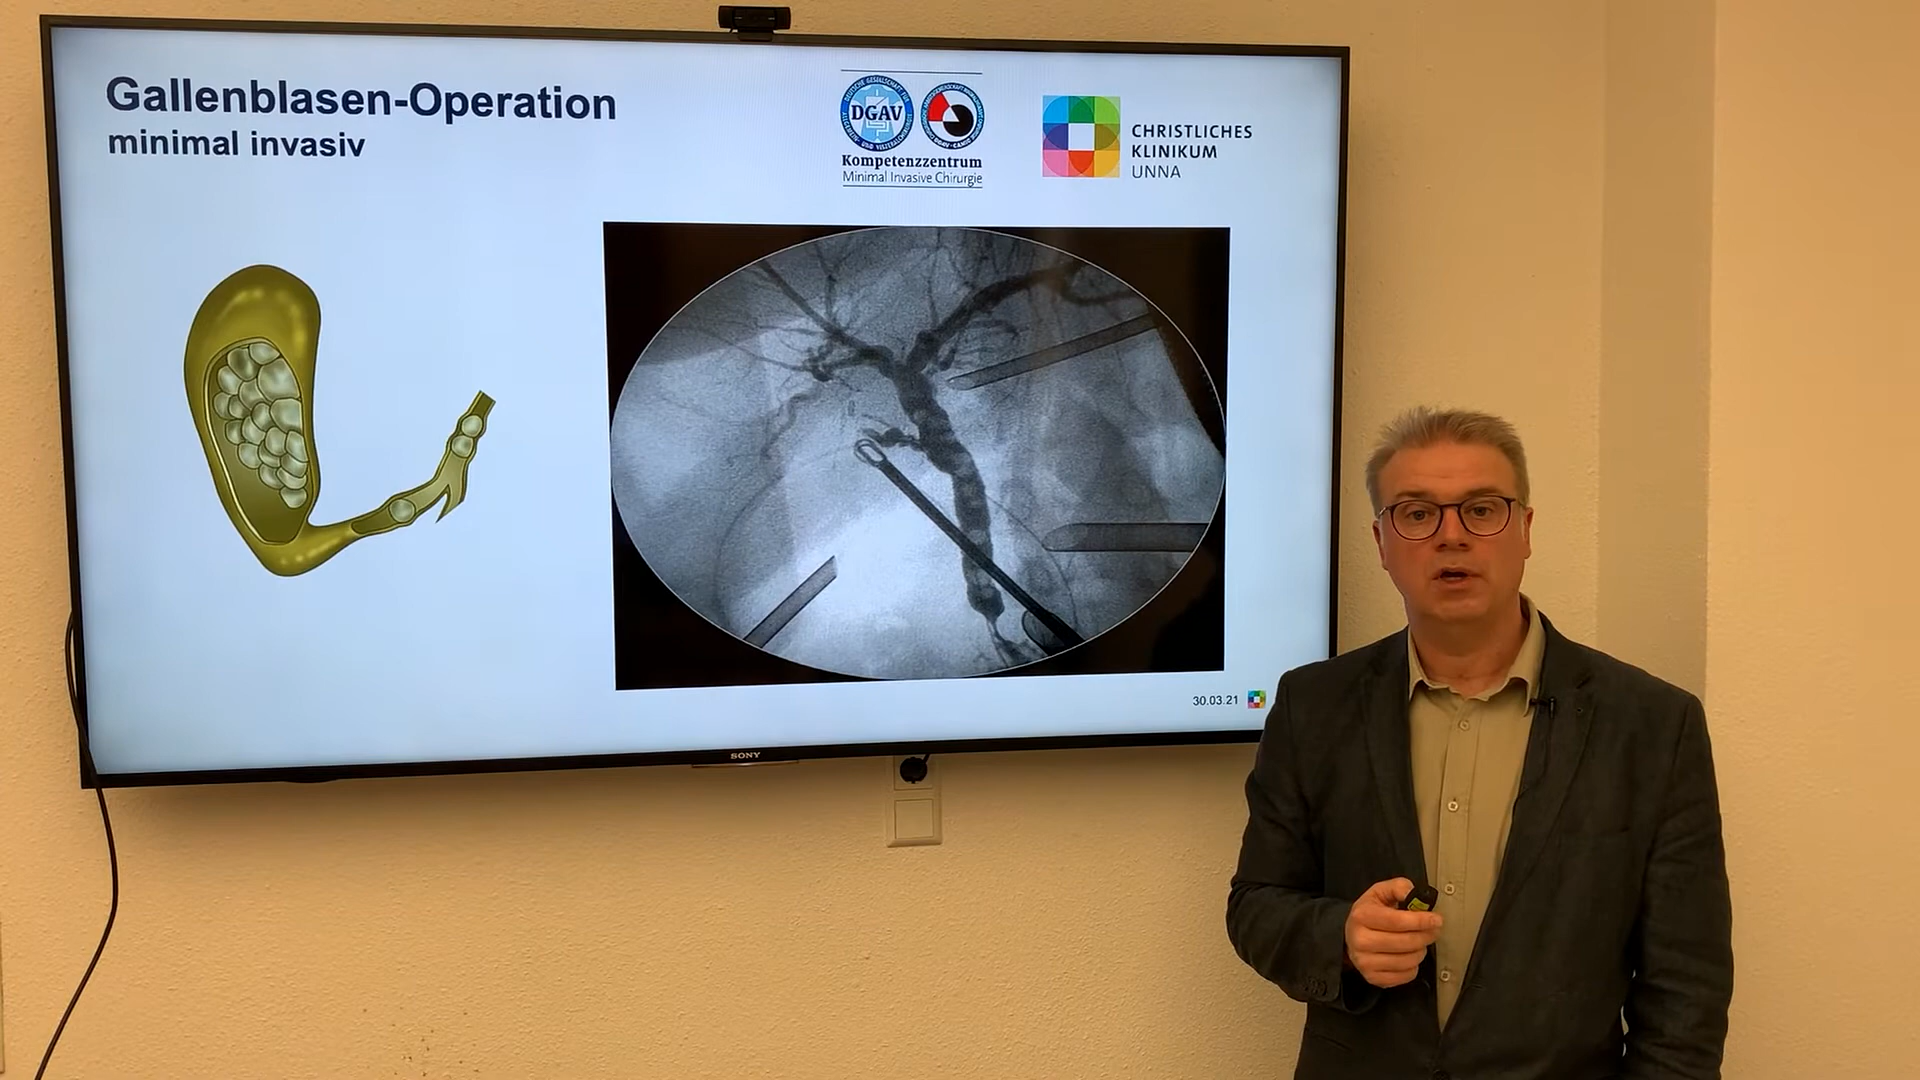 Gallenblasen-Operation
minimal invasiv
DGAV
Kompetenzzentrum
Minimal Invasive Chirurgie
CHRISTLICHES
KLINIKUM
UNNA
30.03.21
SONY